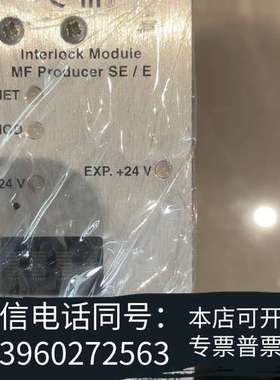 Interlock Module
MF Producer SE / E
NET
MOD
24 V
EXP. +24 V
信电话同号：
3960272563
本店可开
专票普票